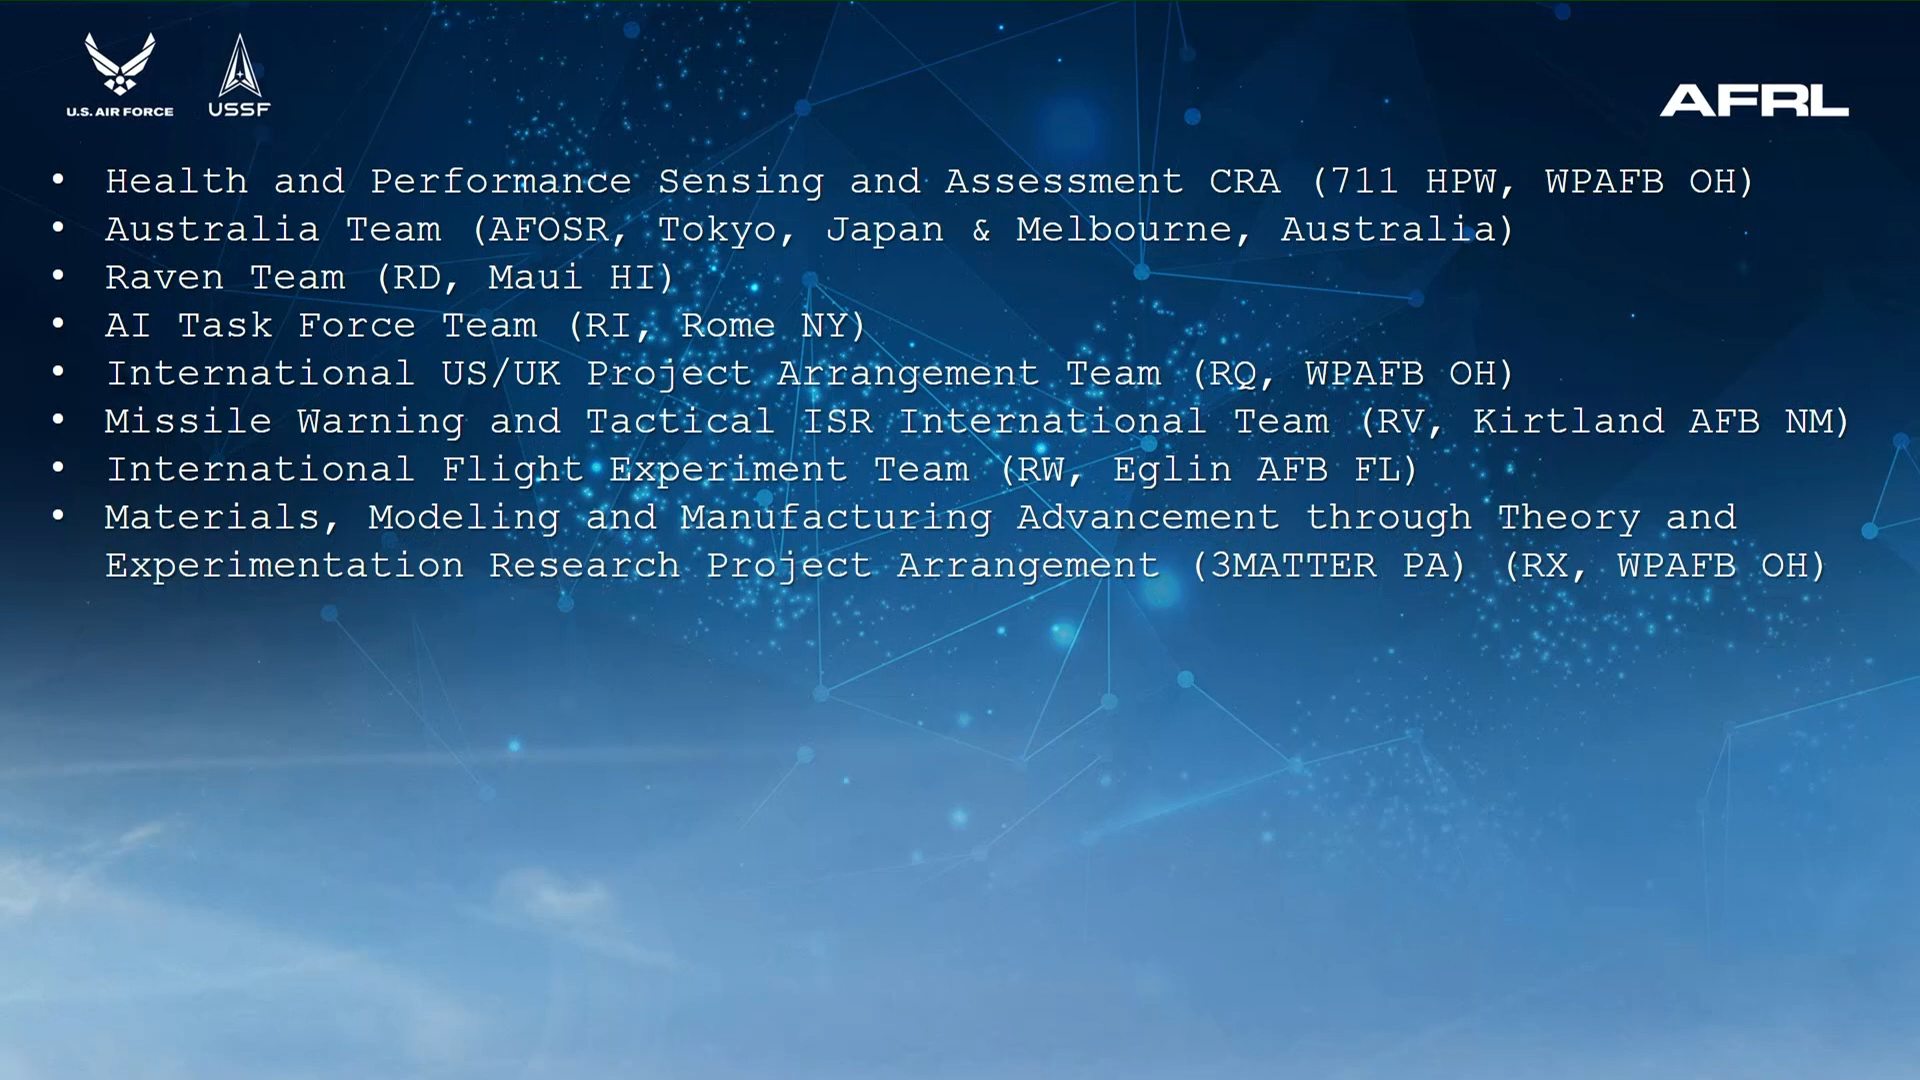 U.S. AIR FORCE
USSF
AFRL
• Health and Performance Sensing and Assessment CRA (711 HPW, WPAFB OH)
• Australia Team (AFOSR, Tokyo, Japan & Melbourne, Australia)
• Raven Team (RD, Maui HI)
• AI Task Force Team (RI, Rome NY)
• International US/UK Project Arrangement Team (RQ, WPAFB OH)
• Missile Warning and Tactical ISR International Team (RV, Kirtland AFB NM)
• International Flight Experiment Team (RW, Eglin AFB FL)
• Materials, Modeling and Manufacturing Advancement through Theory and
Experimentation Research Project Arrangement (3MATTER PA) (RX, WPAFB OH)